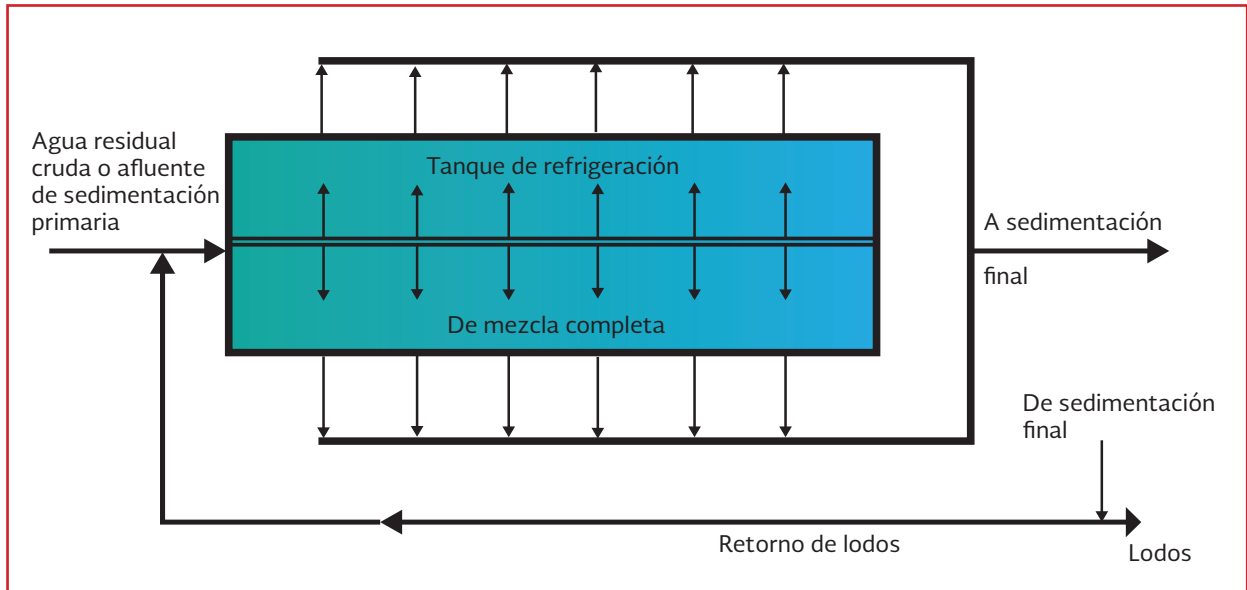 Agua residual
cruda o afluente
de sedimentación
primaria
Tanque de refrigeración
De mezcla completa
A sedimentación
final
De sedimentación
final
Retorno de lodos
Lodos